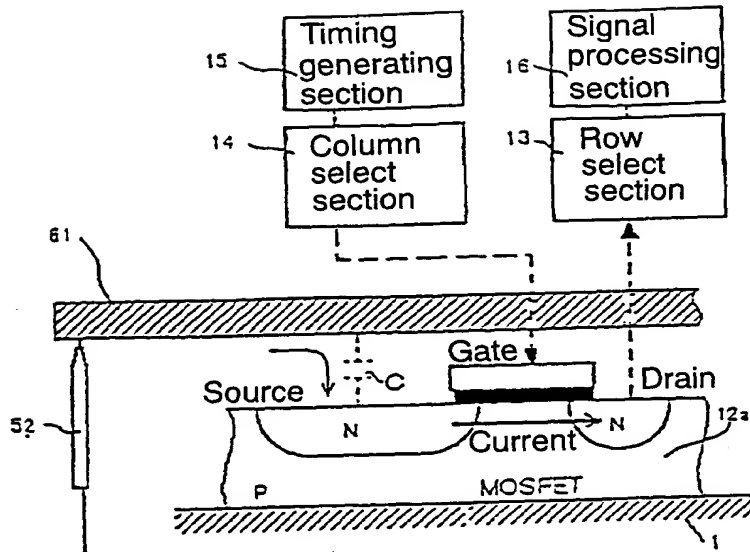 15
Timing
generating
section
16
Signal
processing
section
14
Column
select
section
13
Row
select
section
61
Gate
C
Source
Drain
52
N
Current
N
12a
P
MOSFET
1